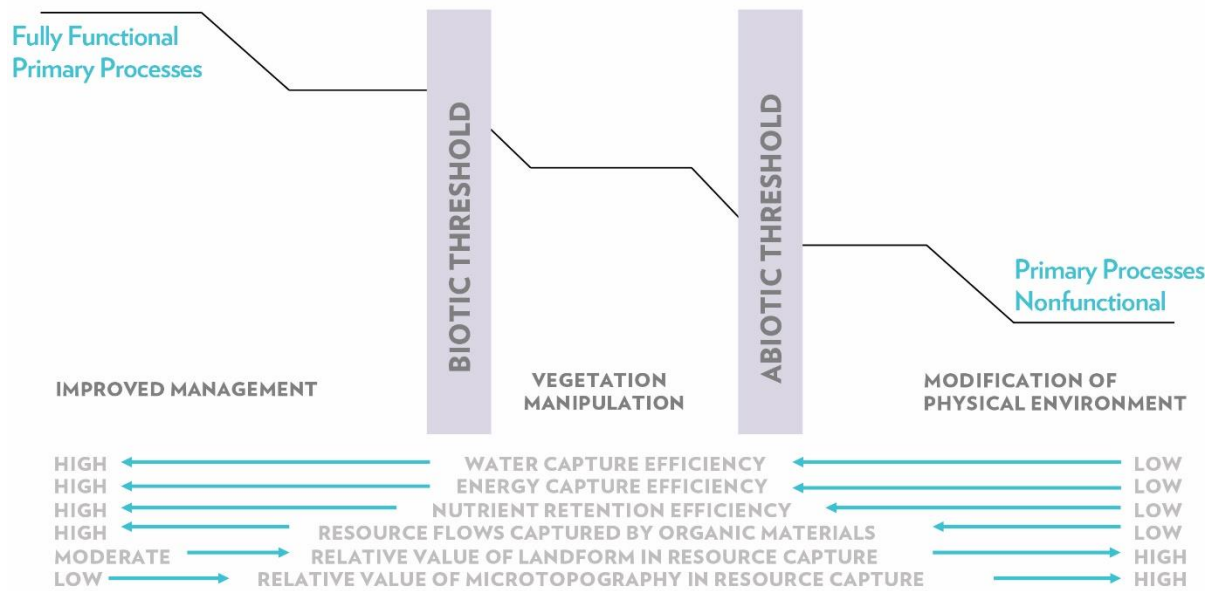 Fully Functional
Primary Processes
BIOTIC THRESHOLD
ABIOTIC THRESHOLD
Primary Processes
Nonfunctional
IMPROVED MANAGEMENT
VEGETATION
MANIPULATION
MODIFICATION OF
PHYSICAL ENVIRONMENT
HIGH WATER CAPTURE EFFICIENCY LOW
HIGH ENERGY CAPTURE EFFICIENCY LOW
HIGH NUTRIENT RETENTION EFFICIENCY LOW
HIGH RESOURCE FLOWS CAPTURED BY ORGANIC MATERIALS LOW
MODERATE RELATIVE VALUE OF LANDFORM IN RESOURCE CAPTURE HIGH
LOW RELATIVE VALUE OF MICROTOPOGRAPHY IN RESOURCE CAPTURE HIGH